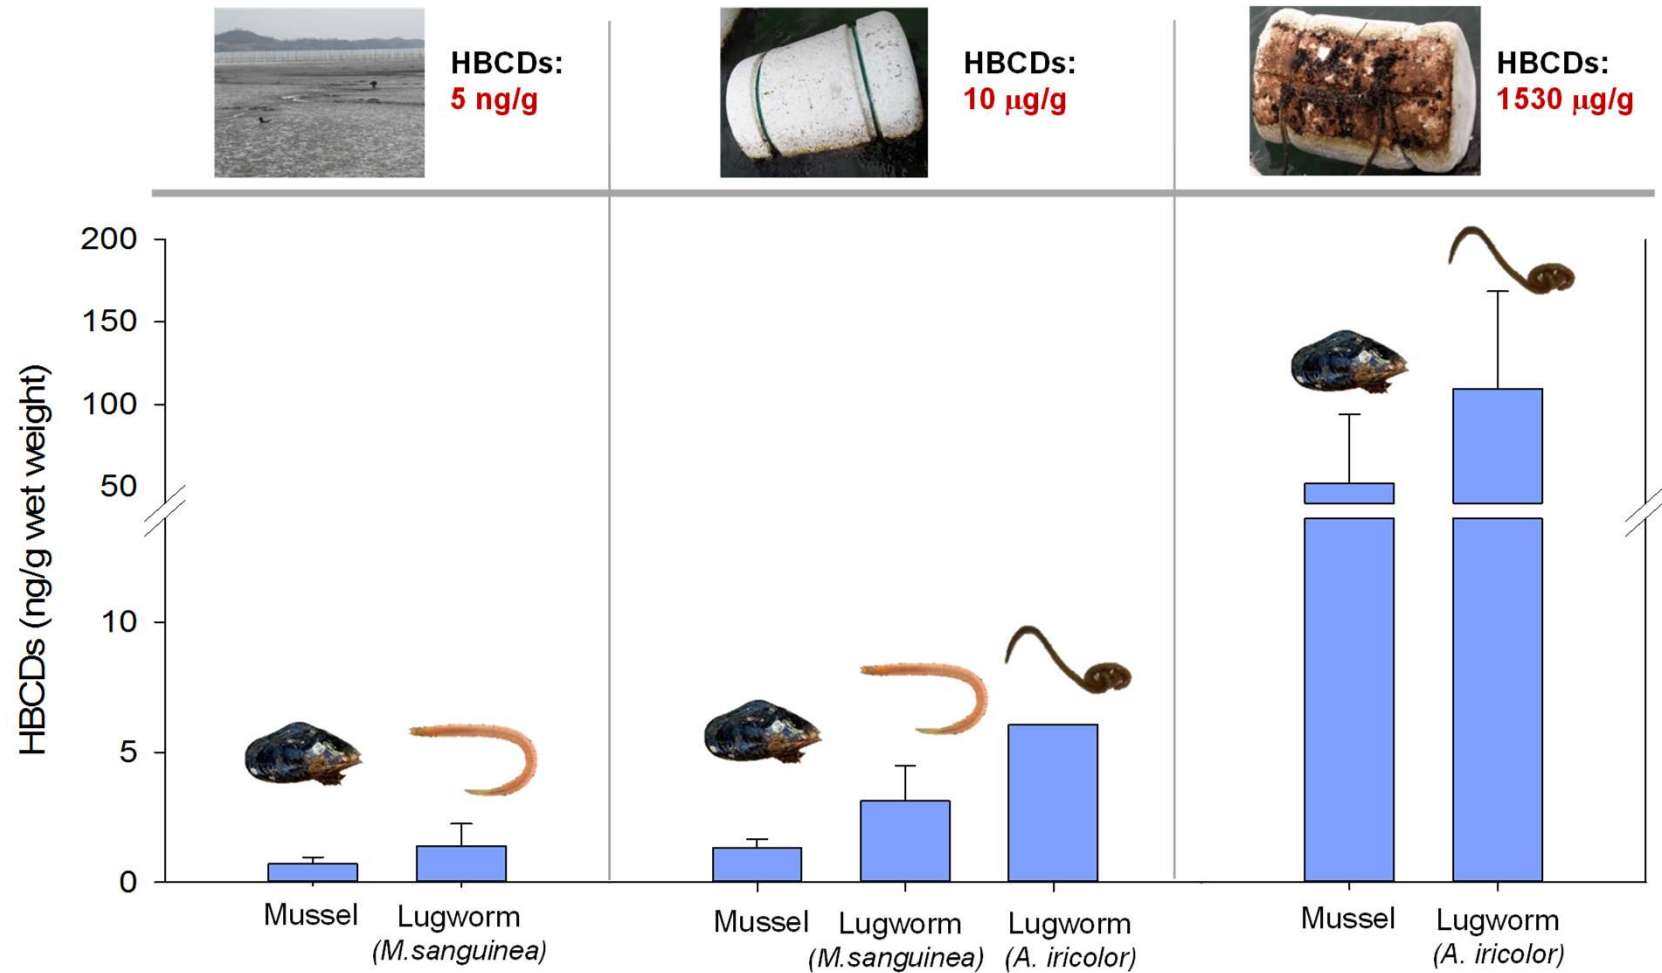 HBCDs:
5 ng/g
HBCDs:
10 µg/g
HBCDs:
1530 µg/g
HBCDs (ng/g wet weight)
200
150
100
50
10
5
0
Mussel
Lugworm
(M.sanguinea)
Mussel
Lugworm
(M.sanguinea)
Lugworm
(A. iricolor)
Mussel
Lugworm
(A. iricolor)